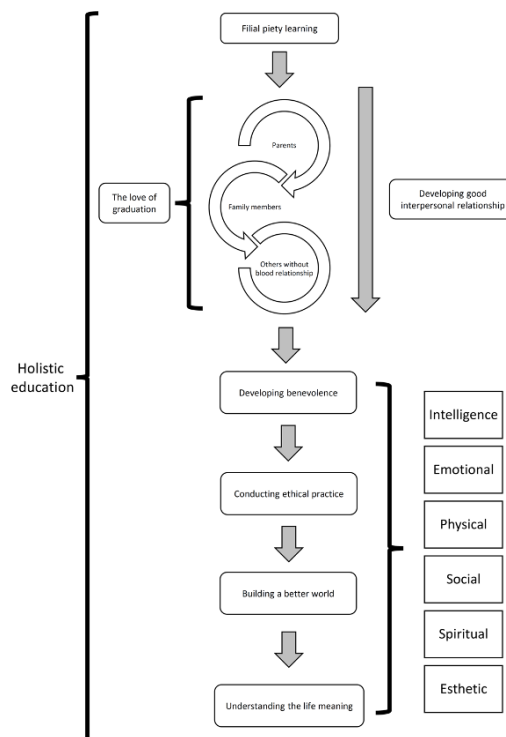 Filial piety learning
Parents
Family members
Others without
blood relationship
The love of
graduation
Developing good
interpersonal relationship
Holistic
education
Developing benevolence
Conducting ethical practice
Building a better world
Understanding the life meaning
Intelligence
Emotional
Physical
Social
Spiritual
Esthetic